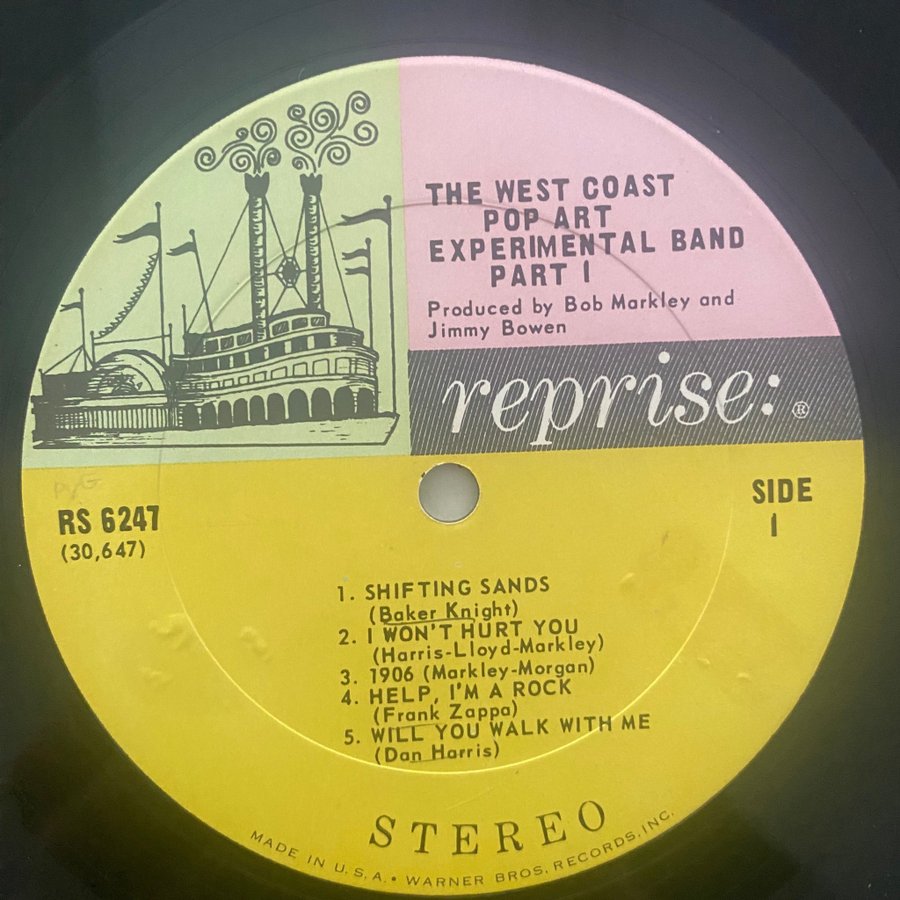 THE WEST COAST
POP ART
EXPERIMENTAL BAND
PART 1
Produced by Bob Markley and
Jimmy Bowen
reprise: ®
RS 6247
(30,647)
SIDE
1
1. SHIFTING SANDS
(Baker Knight)
2. I WON'T HURT YOU
(Harris-Lloyd-Markley)
3. 1906 (Markley-Morgan)
4. HELP, I'M A ROCK
(Frank Zappa)
5. WILL YOU WALK WITH ME
(Dan Harris)
STEREO
MADE IN U.S.A. • WARNER BROS. RECORDS, INC.